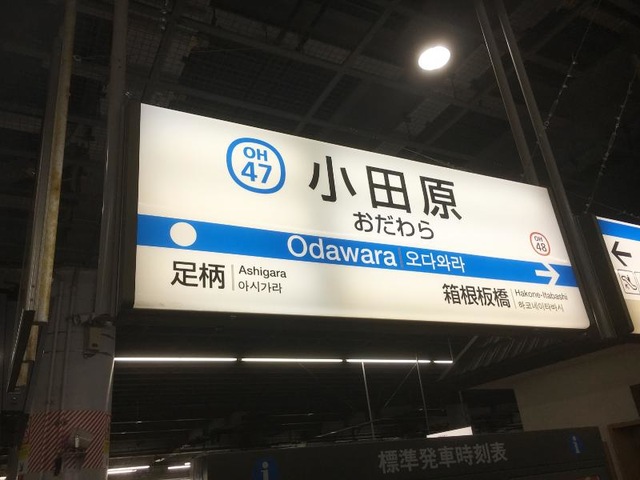 OH
47
小田原
おだわら
OH
48
Odawara 오다와라
足柄 Ashigara
아시가라
箱根板橋 Hakone-Itabashi
하코네이타바시
標準発車時刻表